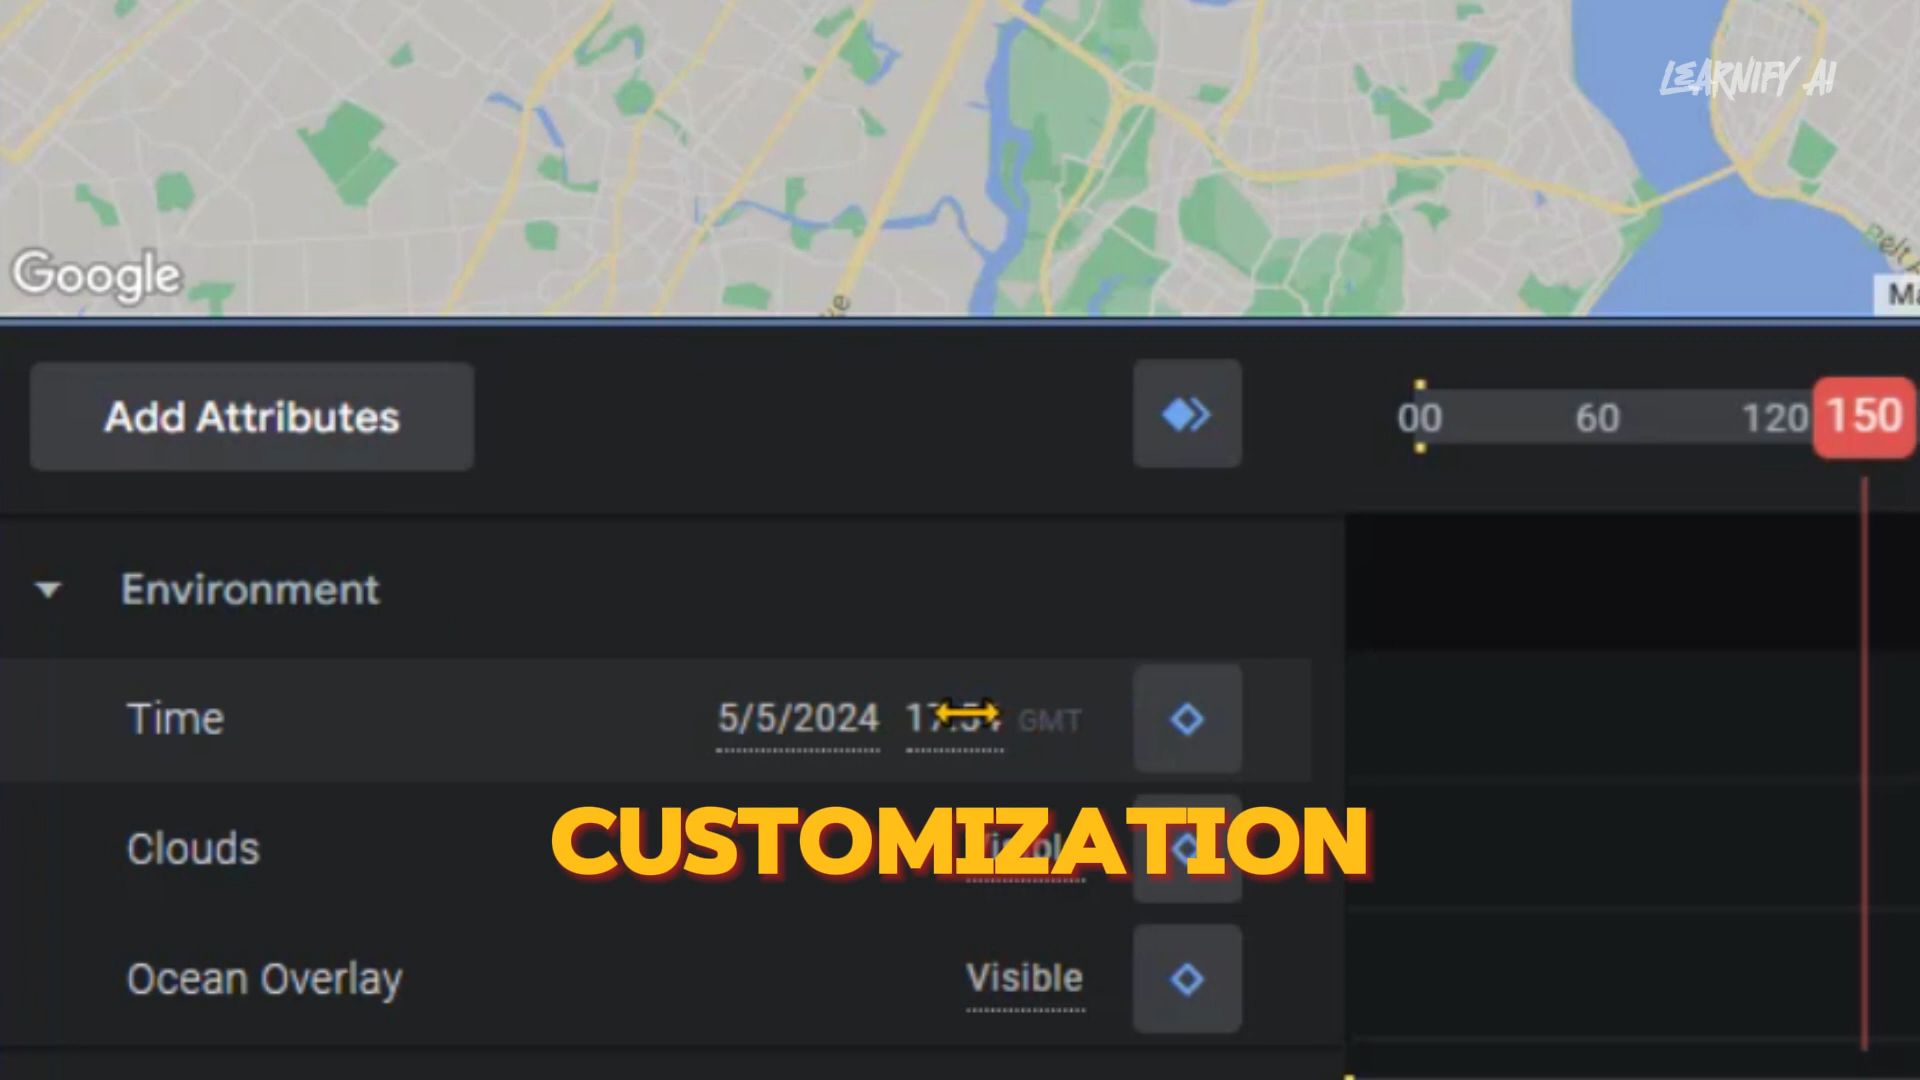 LEARNIFY AI
Google
Add Attributes
00 60 120 150
Environment
Time 5/5/2024 GMT
Clouds
CUSTOMIZATION
Ocean Overlay Visible